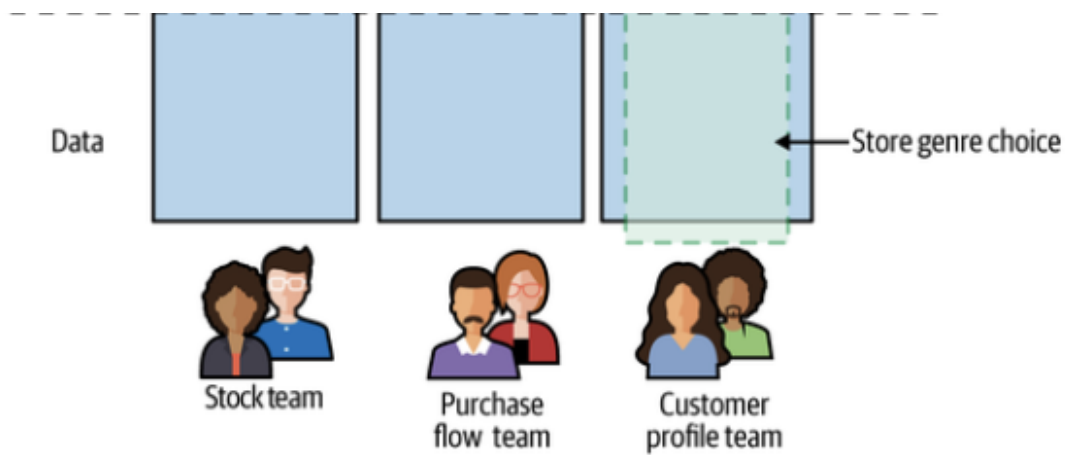 Data
Store genre choice
Stock team
Purchase
flow team
Customer
profile team